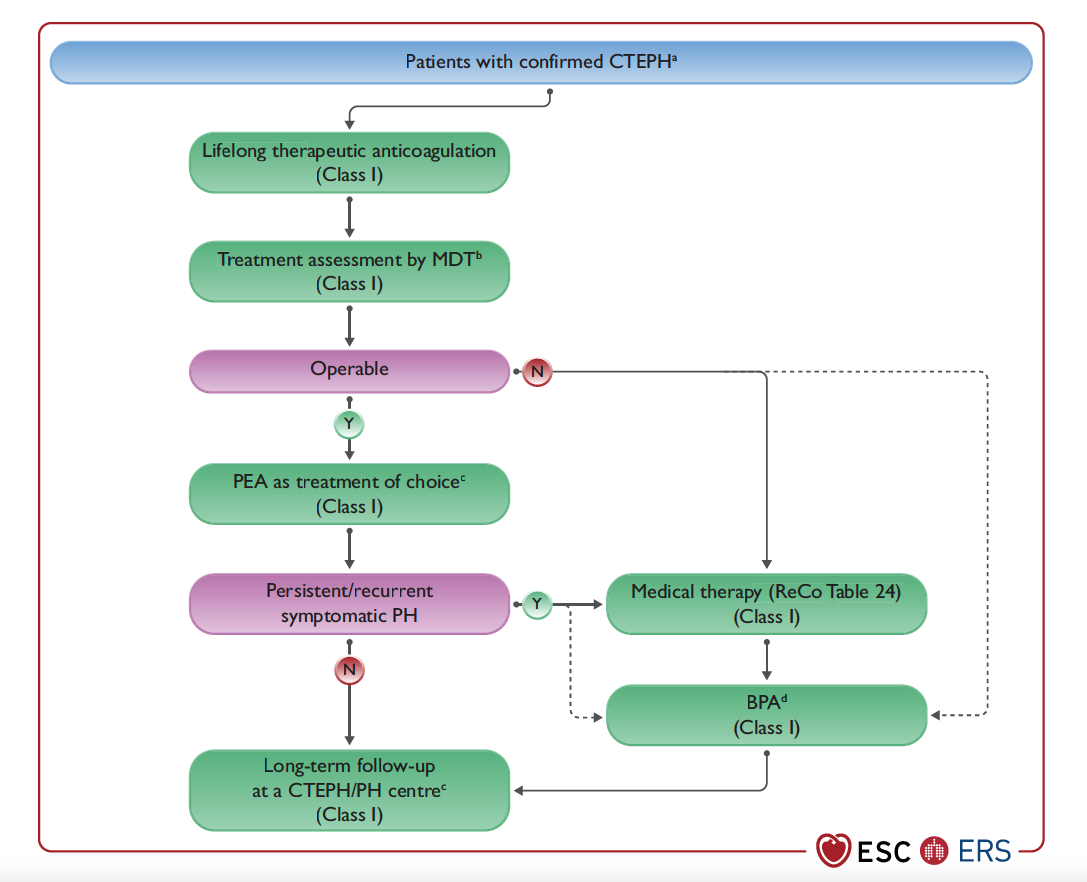 Patients with confirmed CTEPHᵃ
Lifelong therapeutic anticoagulation
(Class I)
Treatment assessment by MDTᵇ
(Class I)
Operable
N
Y
PEA as treatment of choiceᶜ
(Class I)
Persistent/recurrent
symptomatic PH
Y
Medical therapy (ReCo Table 24)
(Class I)
N
BPAᵈ
(Class I)
Long-term follow-up
at a CTEPH/PH centreᶜ
(Class I)
ESC ERS